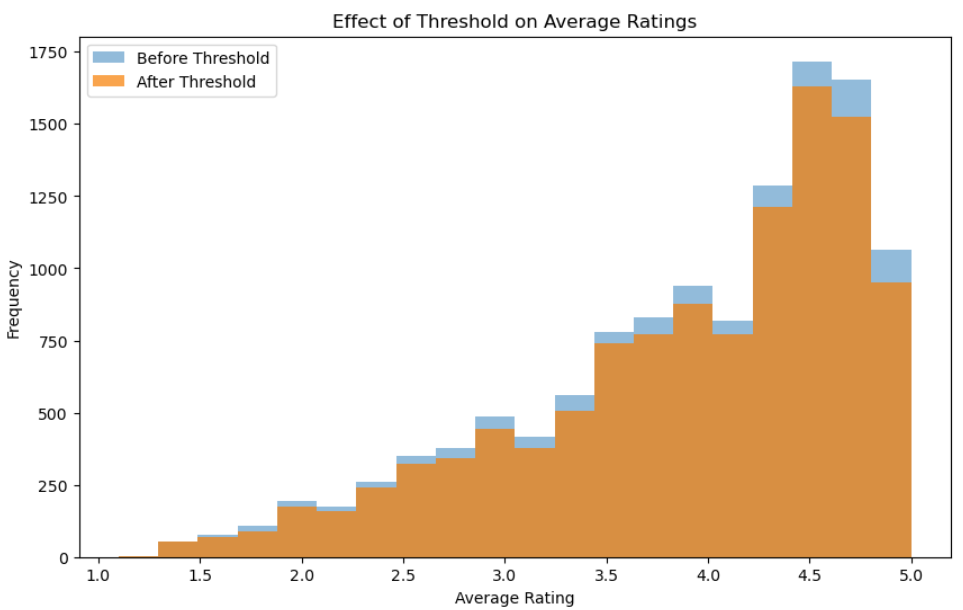 Effect of Threshold on Average Ratings
Before Threshold
After Threshold
1750
1500
1250
1000
750
500
250
0
Frequency
1.0 1.5 2.0 2.5 3.0 3.5 4.0 4.5 5.0
Average Rating